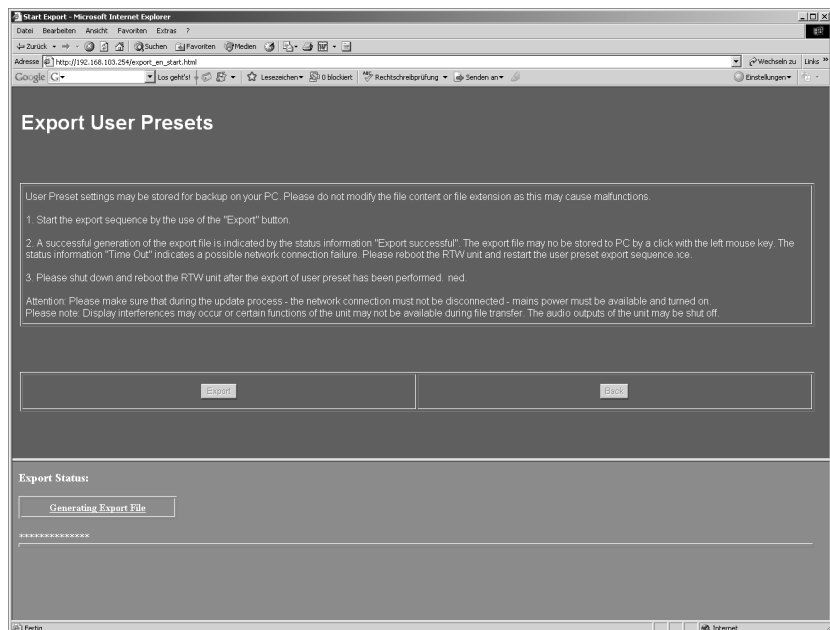 Start Export - Microsoft Internet Explorer
Datei Bearbeiten Ansicht Favoriten Extras ?
Zurück Suchen Favoriten Medien
Adresse http://192.168.103.254/export_en_start.html Wechseln zu Links »
Google G Los geht's! Lesezeichen 0 blockiert Rechtschreibprüfung Senden an Einstellungen
Export User Presets
User Preset settings may be stored for backup on your PC. Please do not modify the file content or file extension as this may cause malfunctions.
1. Start the export sequence by the use of the "Export" button.
2. A successful generation of the export file is indicated by the status information "Export successful". The export file may no be stored to PC by a click with the left mouse key. The
status information "Time Out" indicates a possible network connection failure. Please reboot the RTW unit and restart the user preset export sequence.
3. Please shut down and reboot the RTW unit after the export of user preset has been performed. ned.
Attention: Please make sure that during the update process - the network connection must not be disconnected - mains power must be available and turned on.
Please note: Display interferences may occur or certain functions of the unit may not be available during file transfer. The audio outputs of the unit may be shut off.
Export Back
Export Status:
Generating Export File
**************
Fertig Internet